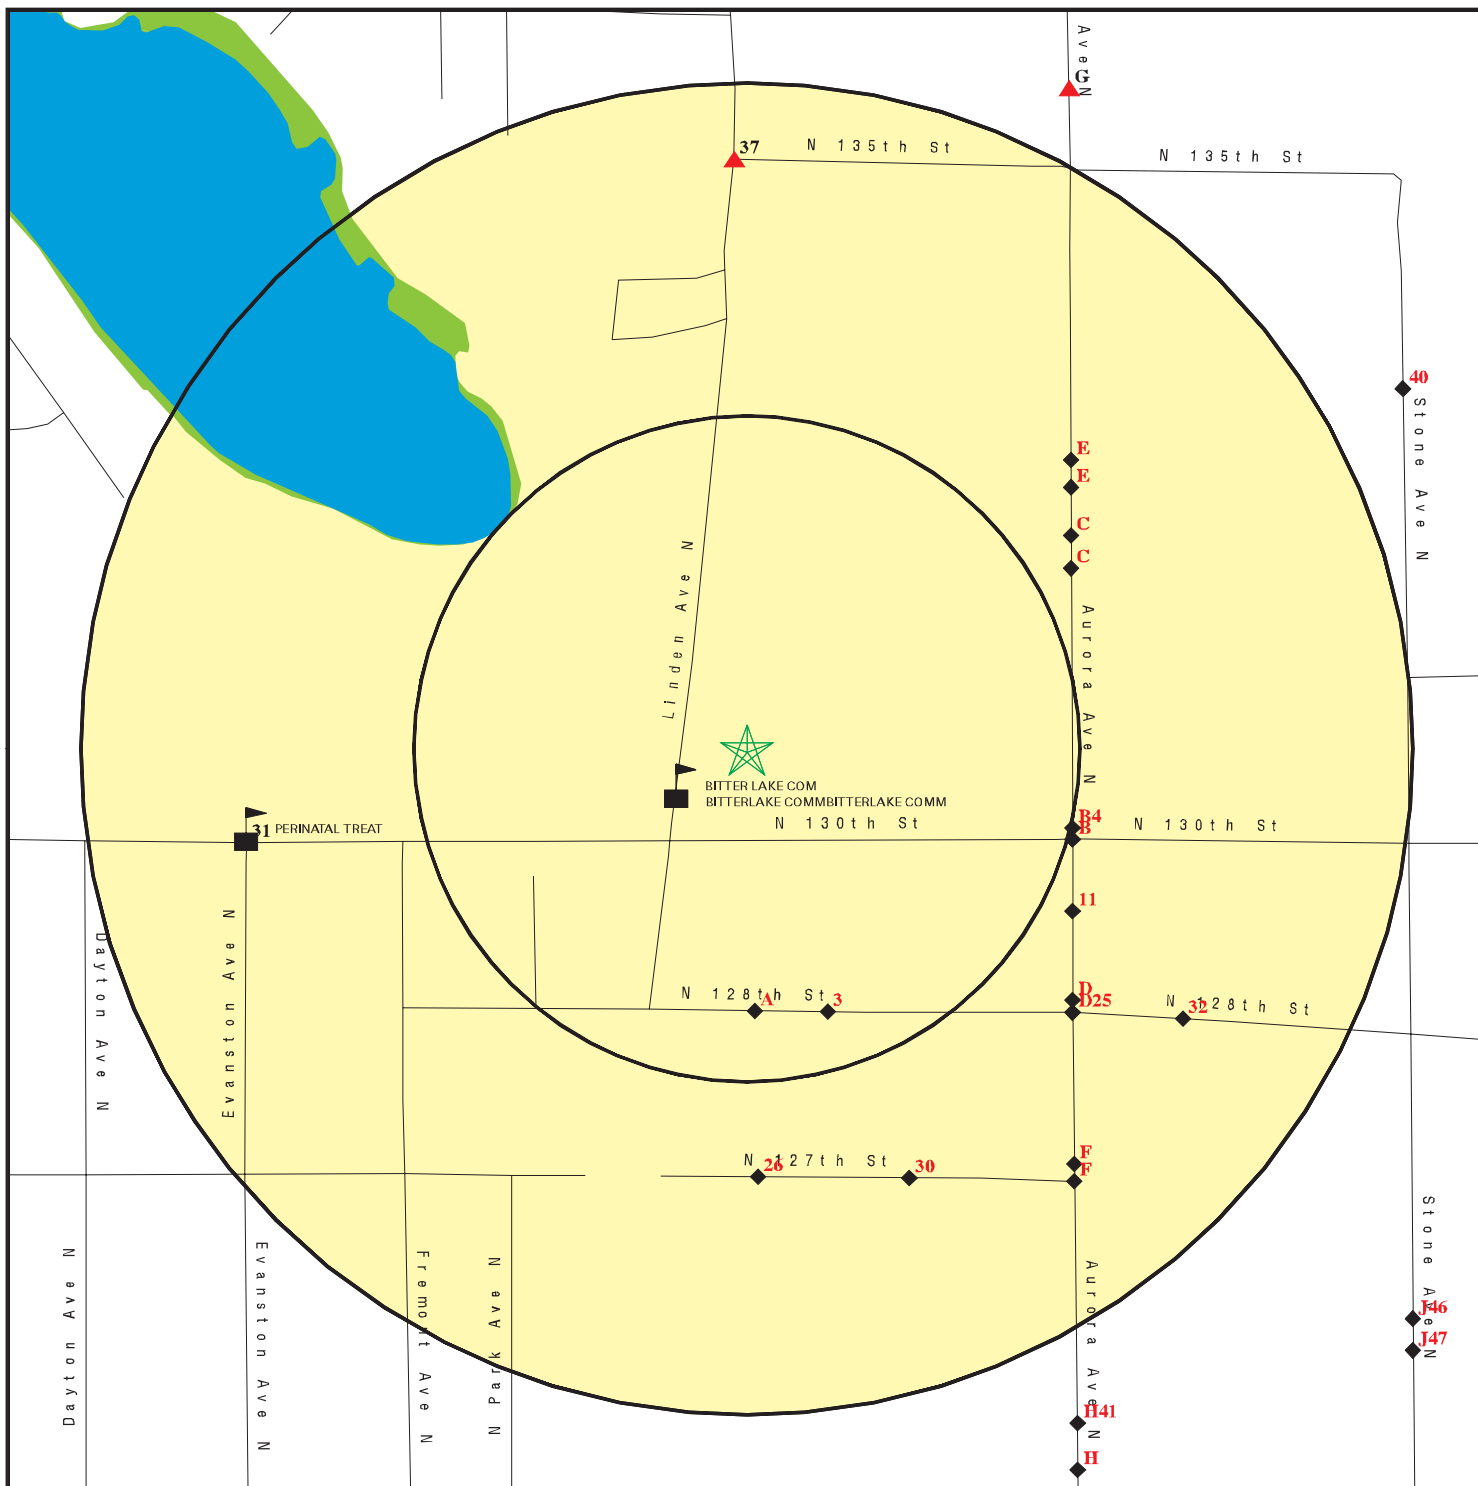 Ave N
G
37
N 135th St
N 135th St
40
Stone Ave N
E
E
C
C
Linden Ave N
Aurora Ave N
BITTER LAKE COM
BITTERLAKE COMMBITTERLAKE COMM
31
PERINATAL TREAT
N 130th St
B4
B
N 130th St
11
Dayton Ave N
Evanston Ave N
N 128th St
A
3
D
D25
N 128th St
32
F
F
N 127th St
26
30
Stone Ave N
Dayton Ave N
Evanston Ave N
Fremont Ave N
N Park Ave N
Aurora Ave N
J46
J47
H41
H